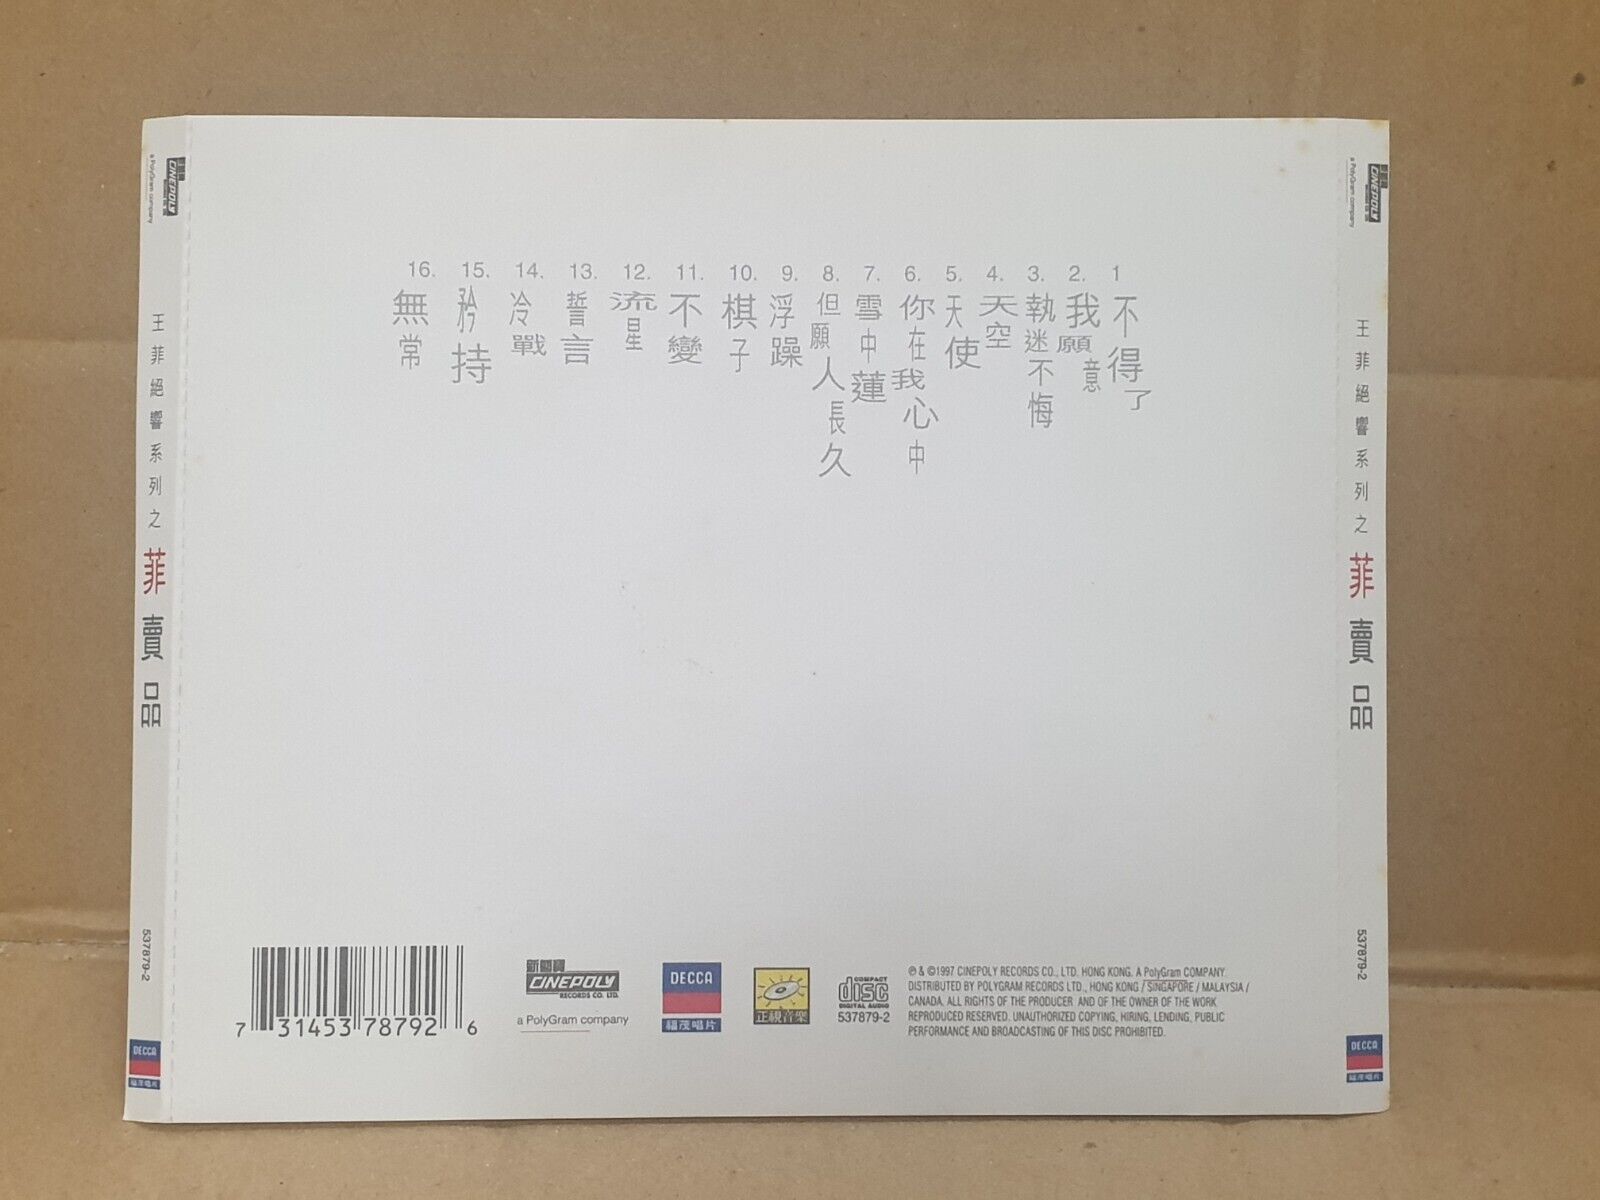 1 不得了
2. 我願意
3. 執迷不悔
4. 天空
5. 天使
6. 你在我心中
7. 雪中蓮
8. 但願人長久
9. 浮躁
10. 棋子
11. 不變
12. 流星
13. 誓言
14. 冷戰
15. 矜持
16. 無常
CINEPOLY
a PolyGram company
王菲絕響系列之菲賣品
537879-2
DECCA
福茂唱片
CINEPOLY
a PolyGram company
王菲絕響系列之菲賣品
537879-2
DECCA
福茂唱片
7 31453 78792 6
新藝寶
CINEPOLY
RECORDS CO. LTD.
a PolyGram company
DECCA
福茂唱片
正視音樂
COMPACT
disc
DIGITAL AUDIO
537879-2
℗ & ©1997 CINEPOLY RECORDS CO., LTD. HONG KONG. A PolyGram COMPANY.
DISTRIBUTED BY POLYGRAM RECORDS LTD., HONG KONG / SINGAPORE / MALAYSIA /
CANADA. ALL RIGHTS OF THE PRODUCER AND OF THE OWNER OF THE WORK
REPRODUCED RESERVED. UNAUTHORIZED COPYING, HIRING, LENDING, PUBLIC
PERFORMANCE AND BROADCASTING OF THIS DISC PROHIBITED.